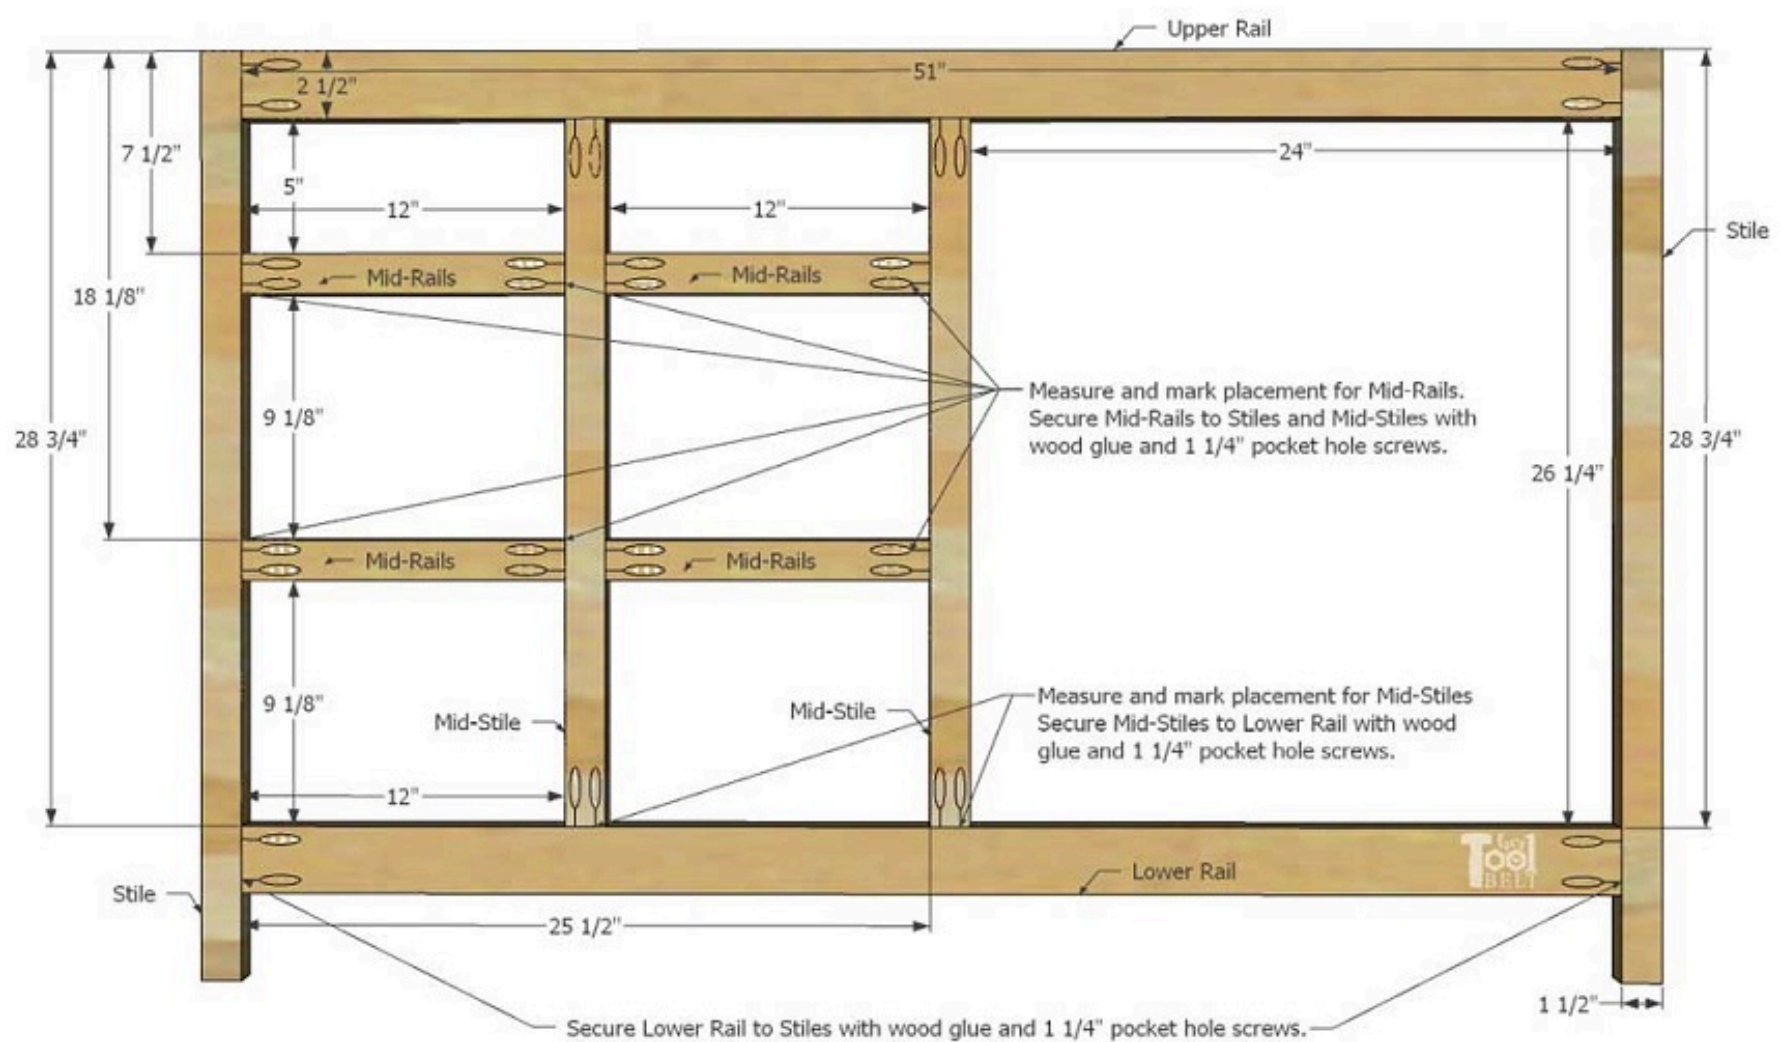 Upper Rail
51"
2 1/2"
7 1/2"
5"
24"
12"
12"
Stile
Mid-Rails
Mid-Rails
18 1/8"
Measure and mark placement for Mid-Rails.
Secure Mid-Rails to Stiles and Mid-Stiles with
wood glue and 1 1/4" pocket hole screws.
9 1/8"
28 3/4"
28 3/4"
26 1/4"
Mid-Rails
Mid-Rails
9 1/8"
Mid-Stile
Mid-Stile
Measure and mark placement for Mid-Stiles
Secure Mid-Stiles to Lower Rail with wood
glue and 1 1/4" pocket hole screws.
12"
Tool
BELT
Lower Rail
Stile
25 1/2"
1 1/2"
Secure Lower Rail to Stiles with wood glue and 1 1/4" pocket hole screws.